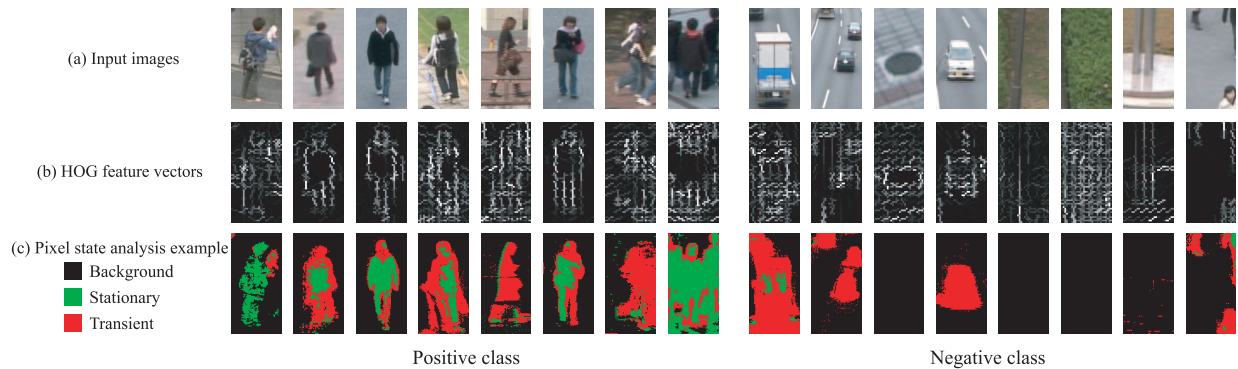 (a) Input images
(b) HOG feature vectors
(c) Pixel state analysis example
Background
Stationary
Transient
Positive class
Negative class